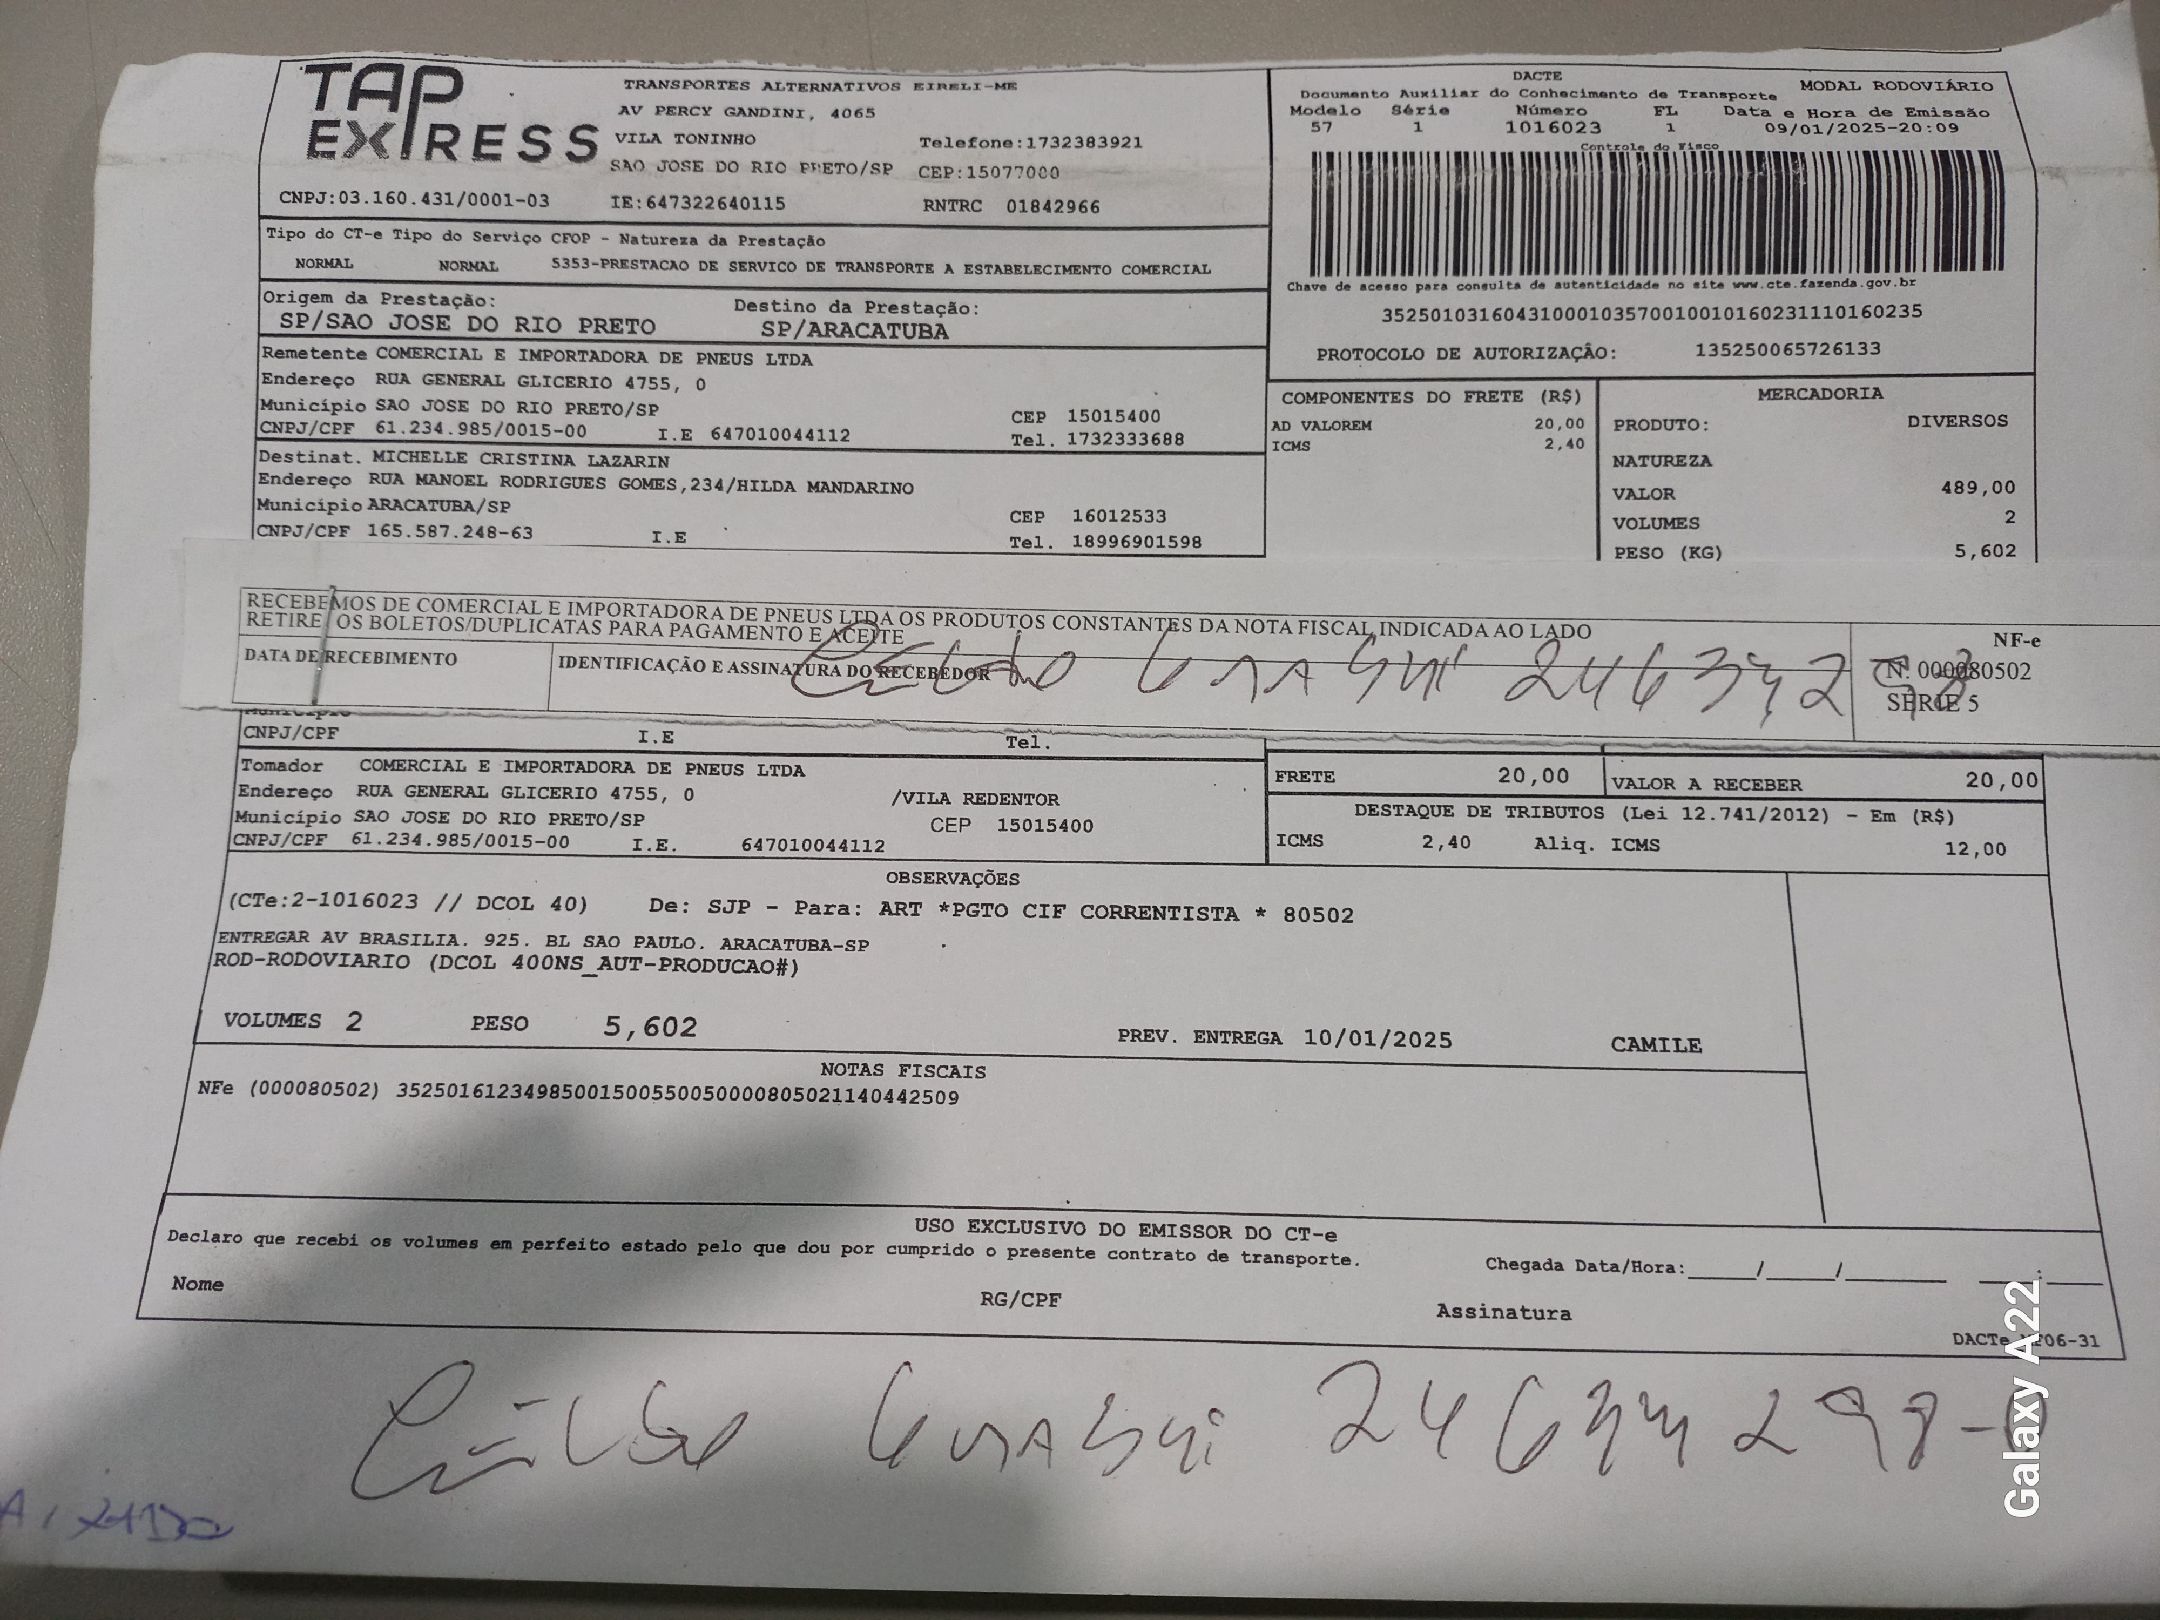 TAP EXPRESS
TRANSPORTES ALTERNATIVOS EIRELI-ME
AV PERCY GANDINI, 4065
VILA TONINHO Telefone:1732383921
SAO JOSE DO RIO PRETO/SP CEP:15077000
CNPJ:03.160.431/0001-03 IE:647322640115 RNTRC 01842966
DACTE MODAL RODOVIÁRIO
Documento Auxiliar do Conhecimento de Transporte
Modelo Série Número FL Data e Hora de Emissão
57 1 1016023 1 09/01/2025-20:09
Controle do Fisco
Chave de acesso para consulta de autenticidade no site www.cte.fazenda.gov.br
35250103160431000103570010010160231110160235
PROTOCOLO DE AUTORIZAÇÃO: 135250065726133
Tipo do CT-e Tipo do Serviço CFOP - Natureza da Prestação
NORMAL NORMAL 5353-PRESTACAO DE SERVICO DE TRANSPORTE A ESTABELECIMENTO COMERCIAL
Origem da Prestação: Destino da Prestação:
SP/SAO JOSE DO RIO PRETO SP/ARACATUBA
Remetente COMERCIAL E IMPORTADORA DE PNEUS LTDA
Endereço RUA GENERAL GLICERIO 4755, 0
Município SAO JOSE DO RIO PRETO/SP CEP 15015400
CNPJ/CPF 61.234.985/0015-00 I.E 647010044112 Tel. 1732333688
Destinat. MICHELLE CRISTINA LAZARIN
Endereço RUA MANOEL RODRIGUES GOMES,234/HILDA MANDARINO
Município ARACATUBA/SP CEP 16012533
CNPJ/CPF 165.587.248-63 I.E Tel. 18996901598
COMPONENTES DO FRETE (R$)
AD VALOREM 20,00
ICMS 2,40
MERCADORIA
PRODUTO: DIVERSOS
NATUREZA
VALOR 489,00
VOLUMES 2
PESO (KG) 5,602
RECEBEMOS DE COMERCIAL E IMPORTADORA DE PNEUS LTDA OS PRODUTOS CONSTANTES DA NOTA FISCAL INDICADA AO LADO
RETIRE OS BOLETOS/DUPLICATAS PARA PAGAMENTO E ACEITE
DATA DE RECEBIMENTO IDENTIFICAÇÃO E ASSINATURA DO RECEBEDOR
NF-e
Nº. 000080502
SÉRIE 5
Município
CNPJ/CPF I.E Tel.
Tomador COMERCIAL E IMPORTADORA DE PNEUS LTDA
Endereço RUA GENERAL GLICERIO 4755, 0 /VILA REDENTOR
Município SAO JOSE DO RIO PRETO/SP CEP 15015400
CNPJ/CPF 61.234.985/0015-00 I.E. 647010044112
FRETE 20,00 VALOR A RECEBER 20,00
DESTAQUE DE TRIBUTOS (Lei 12.741/2012) - Em (R$)
ICMS 2,40 Aliq. ICMS 12,00
OBSERVAÇÕES
(CTe:2-1016023 // DCOL 40) De: SJP - Para: ART *PGTO CIF CORRENTISTA * 80502
ENTREGAR AV BRASILIA. 925. BL SAO PAULO. ARACATUBA-SP
ROD-RODOVIARIO (DCOL 400NS_AUT-PRODUCAO#)
VOLUMES 2 PESO 5,602 PREV. ENTREGA 10/01/2025 CAMILE
NOTAS FISCAIS
NFe (000080502) 35250161234985001500550050000805021140442509
USO EXCLUSIVO DO EMISSOR DO CT-e
Declaro que recebi os volumes em perfeito estado pelo que dou por cumprido o presente contrato de transporte.
Chegada Data/Hora:_____/_____/_______ ___:____
Nome RG/CPF Assinatura
Galaxy A22